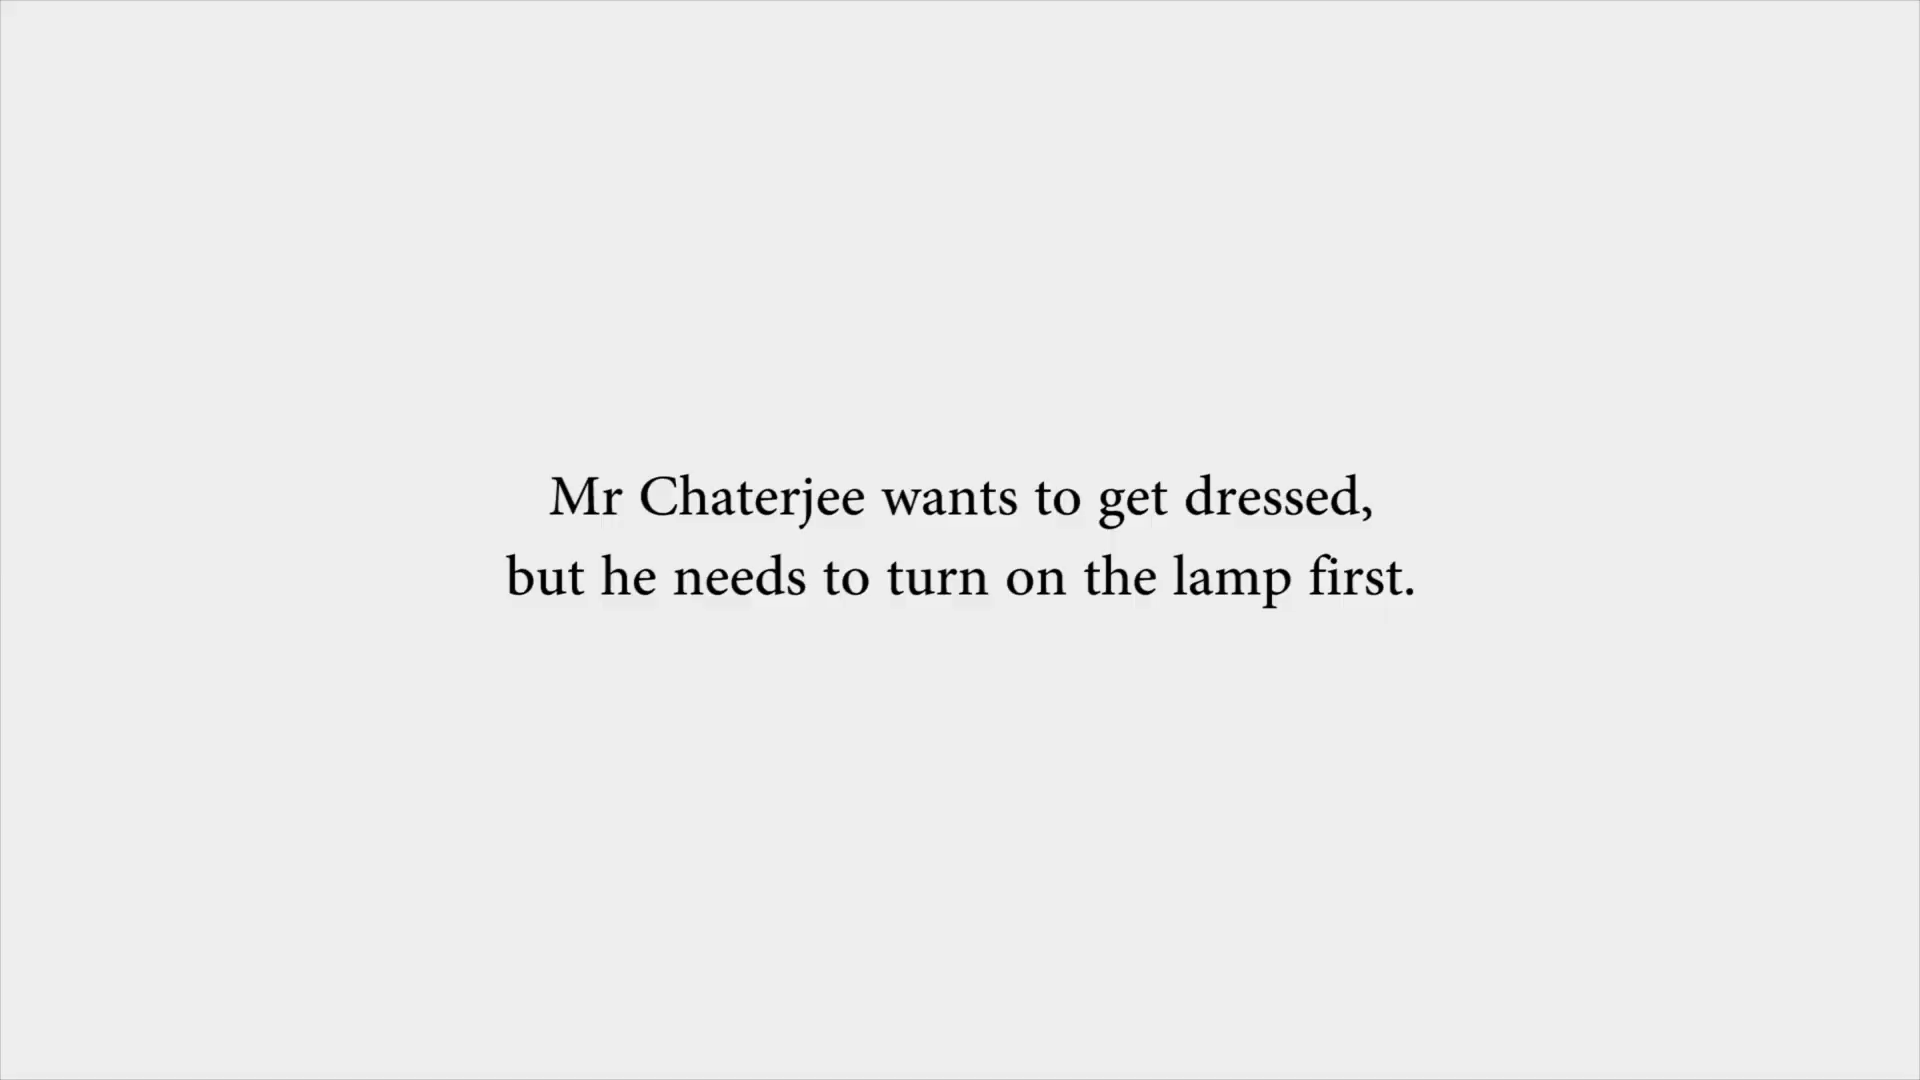 Mr Chaterjee wants to get dressed,
but he needs to turn on the lamp first.